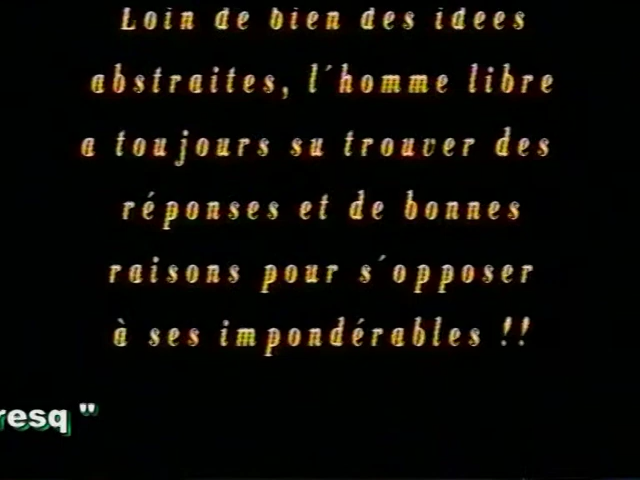 Loin de bien des idées
abstraites, l'homme libre
a toujours su trouver des
réponses et de bonnes
raisons pour s'opposer
à ses impondérables !!
resq "